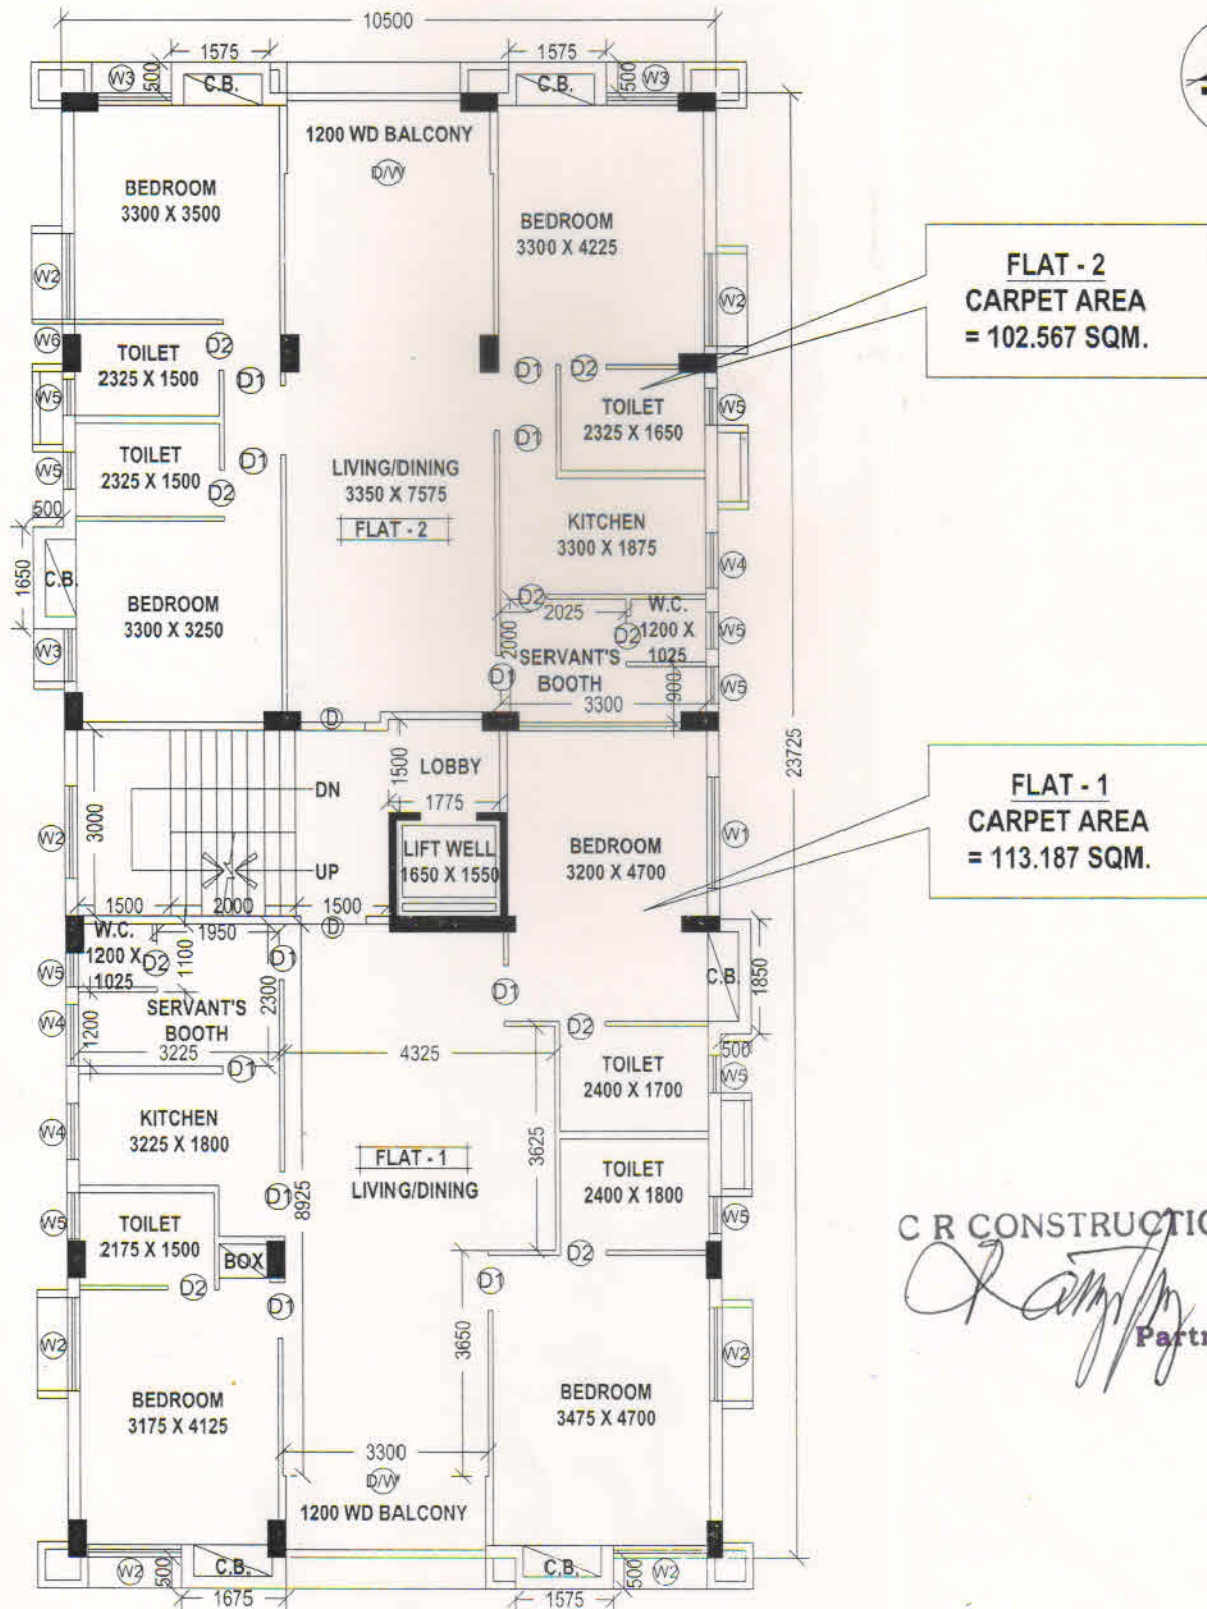 10500
1575
1575
W3
500
C.B.
C.B.
500
W3
1200 WD BALCONY
D/W
BEDROOM
3300 X 3500
BEDROOM
3300 X 4225
FLAT - 2
CARPET AREA
= 102.567 SQM.
W2
W2
W6
TOILET
2325 X 1500
D2
D1
D1
D2
W5
TOILET
2325 X 1650
W5
D1
TOILET
2325 X 1500
D1
D2
W5
LIVING/DINING
3350 X 7575
FLAT - 2
500
KITCHEN
3300 X 1875
W4
1650
C.B.
BEDROOM
3300 X 3250
D2
2025
W.C.
1200 X
1025
D2
W5
2000
SERVANT'S
BOOTH
W3
D1
900
W5
3300
D
23725
LOBBY
1500
1775
DN
3000
W2
LIFT WELL
1650 X 1550
UP
BEDROOM
3200 X 4700
W1
FLAT - 1
CARPET AREA
= 113.187 SQM.
1500
2000
1500
D
W.C.
1200 X
1025
1950
D2
1100
D1
W5
C.B.
1850
2300
SERVANT'S
BOOTH
W4
1200
D1
D2
3225
4325
500
D1
TOILET
2400 X 1700
W5
KITCHEN
3225 X 1800
W4
3625
FLAT - 1
LIVING/DINING
TOILET
2400 X 1800
D1
8925
W5
TOILET
2175 X 1500
W5
BOX
D2
D2
D1
D1
C R CONSTRUCTIO
Partn
W2
3650
W2
BEDROOM
3175 X 4125
BEDROOM
3475 X 4700
3300
D/W
1200 WD BALCONY
W2
500
C.B.
C.B.
500
W2
1675
1575